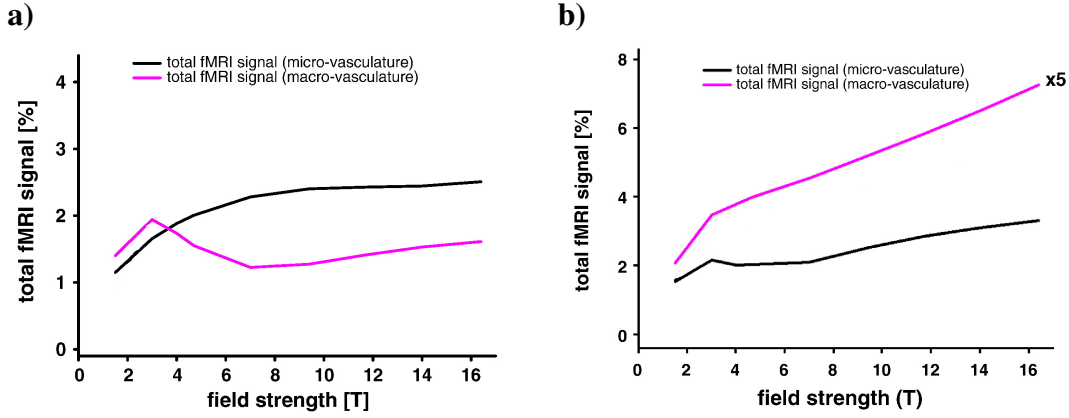 a)
total fMRI signal (micro-vasculature)
total fMRI signal (macro-vasculature)
total fMRI signal [%]
4
3
2
1
0
0 2 4 6 8 10 12 14 16
field strength [T]
b)
total fMRI signal (micro-vasculature)
total fMRI signal (macro-vasculature)
x5
total fMRI signal [%]
8
6
4
2
0
0 2 4 6 8 10 12 14 16
field strength (T)